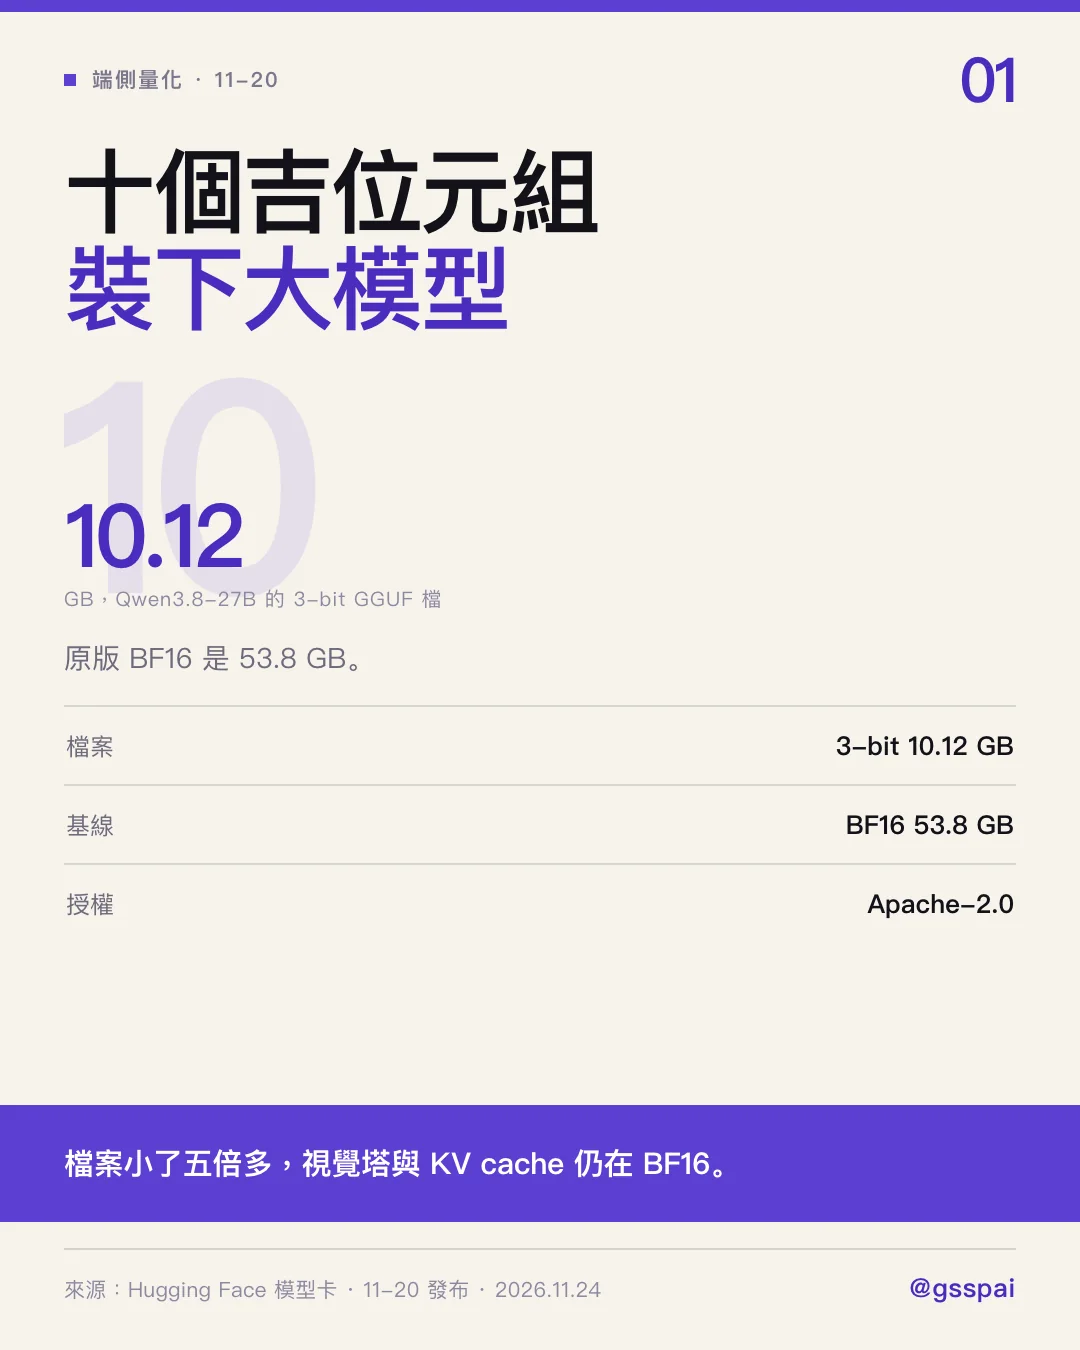 端側量化 · 11–20
01
十個吉位元組
裝下大模型
10
10.12
GB，Qwen3.8–27B 的 3–bit GGUF 檔
原版 BF16 是 53.8 GB。
檔案 3–bit 10.12 GB
基線 BF16 53.8 GB
授權 Apache–2.0
檔案小了五倍多，視覺塔與 KV cache 仍在 BF16。
來源：Hugging Face 模型卡 · 11–20 發布 · 2026.11.24
@gsspai